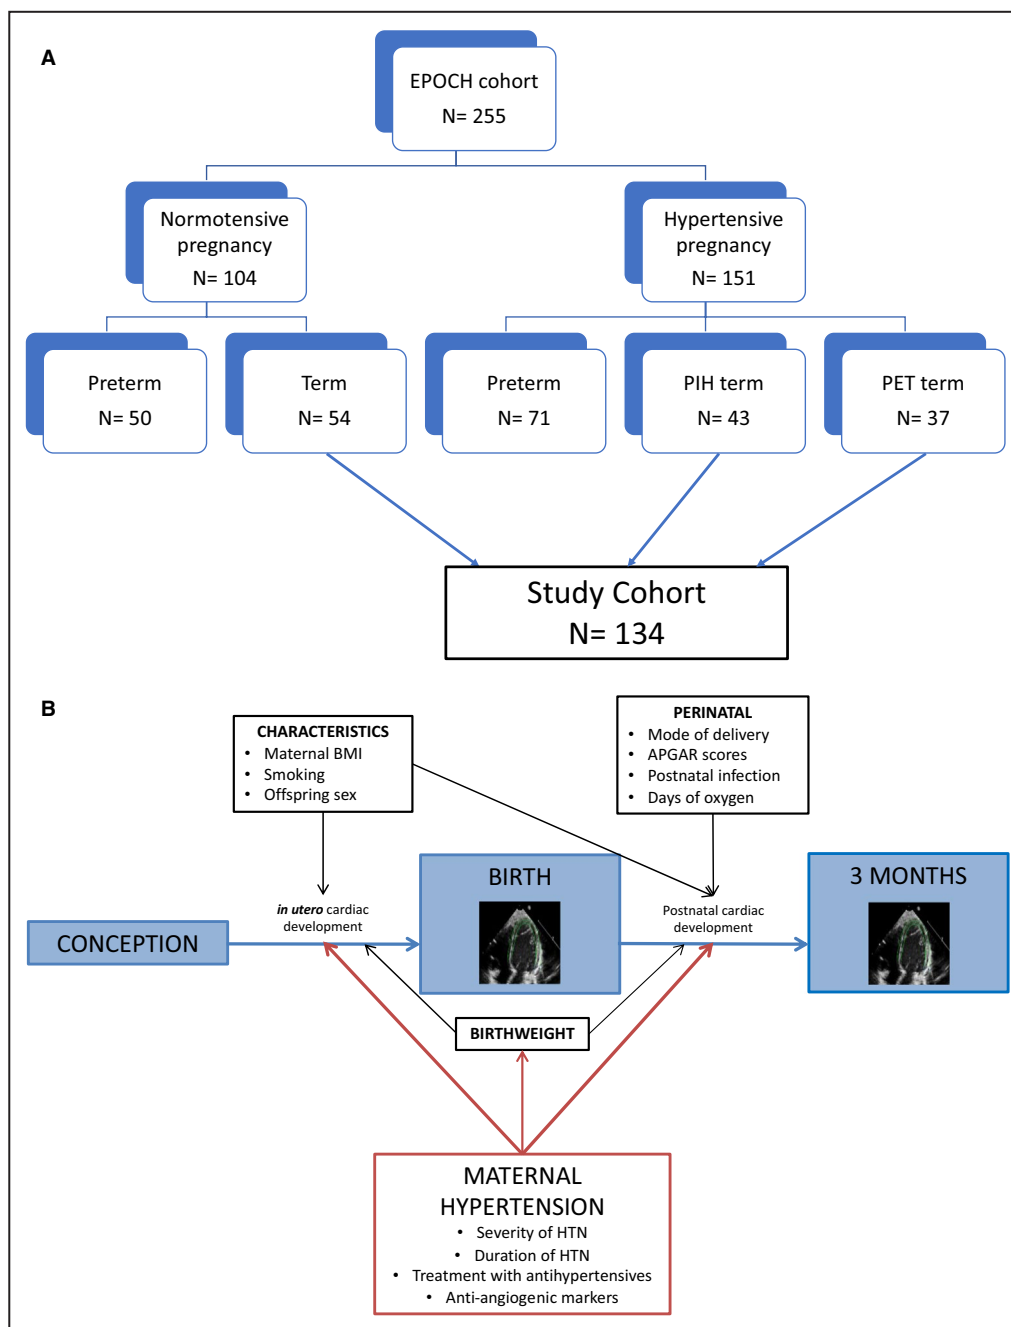 A
EPOCH cohort
N= 255
Normotensive
pregnancy
N= 104
Hypertensive
pregnancy
N= 151
Preterm
N= 50
Term
N= 54
Preterm
N= 71
PIH term
N= 43
PET term
N= 37
Study Cohort
N= 134
B
CHARACTERISTICS
• Maternal BMI
• Smoking
• Offspring sex
PERINATAL
• Mode of delivery
• APGAR scores
• Postnatal infection
• Days of oxygen
CONCEPTION
in utero cardiac
development
BIRTH
Postnatal cardiac
development
3 MONTHS
BIRTHWEIGHT
MATERNAL
HYPERTENSION
• Severity of HTN
• Duration of HTN
• Treatment with antihypertensives
• Anti-angiogenic markers